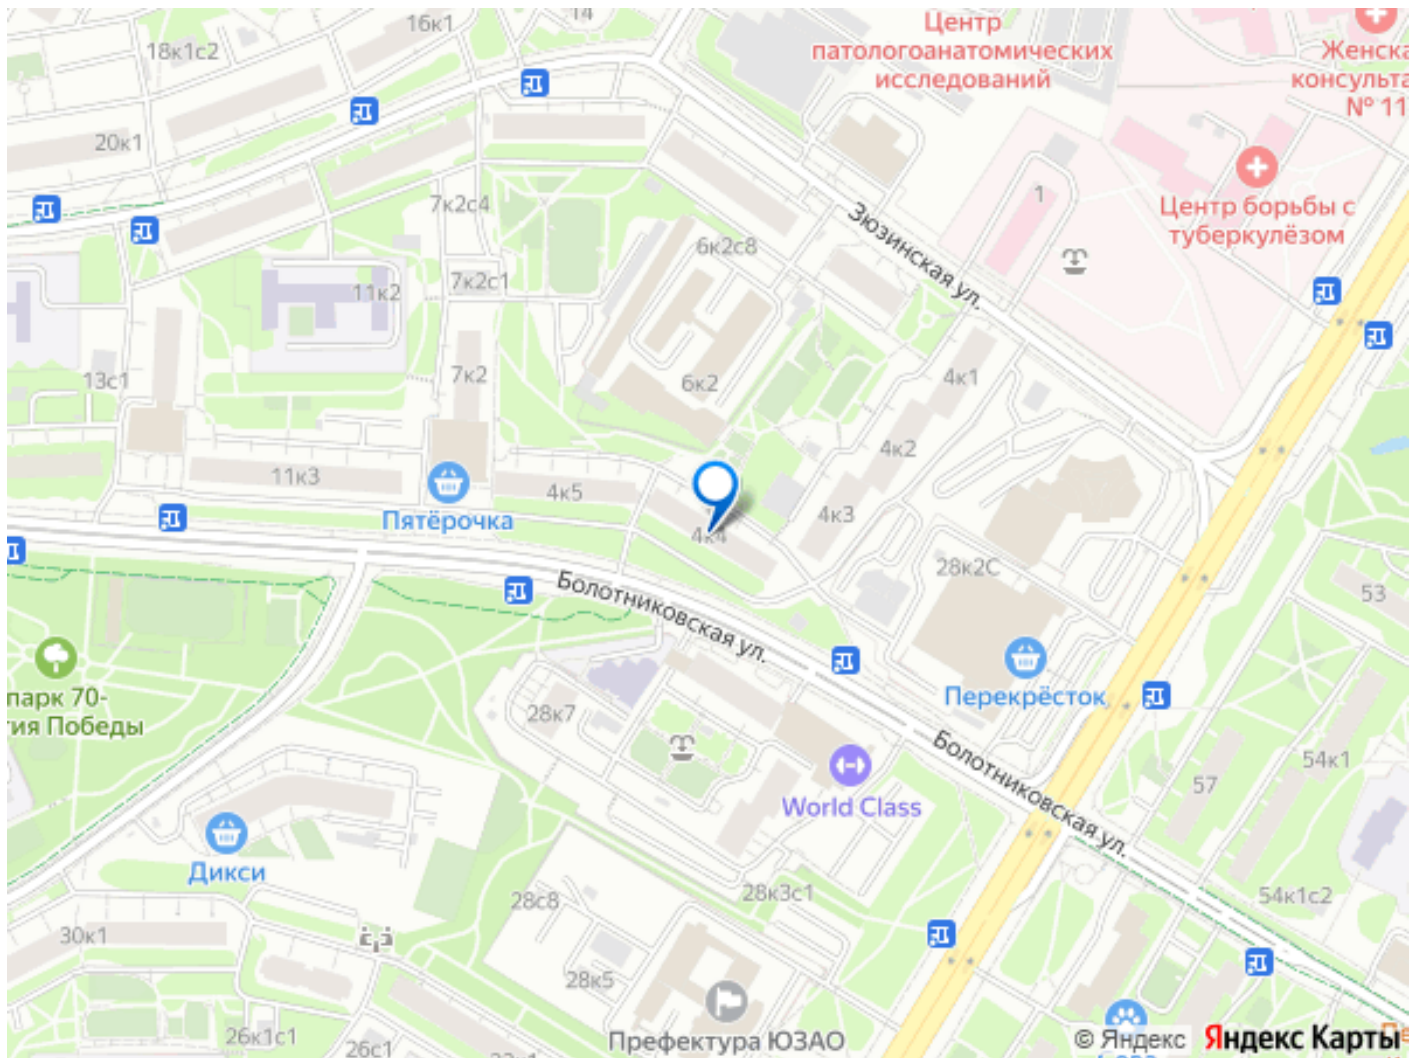 16к1
14
18к1с2
Центр
патологоанатомических
исследований
Женска
консульта
№ 11
20к1
7к2с4
1
Центр борьбы с
туберкулёзом
Зюзинская ул.
6к2с8
7к2с1
11к2
13с1
7к2
6к2
4к1
4к2
11к3
4к5
Пятёрочка
4к4
4к3
28к2С
53
Болотниковская ул.
парк 70-
тия Победы
Перекрёсток
28к7
World Class
Болотниковская ул.
54к1
57
Дикси
28к3с1
28с8
54к1с2
30к1
28к5
Префектура ЮЗАО
26к1с1
26с1
© Яндекс
Яндекс Карты